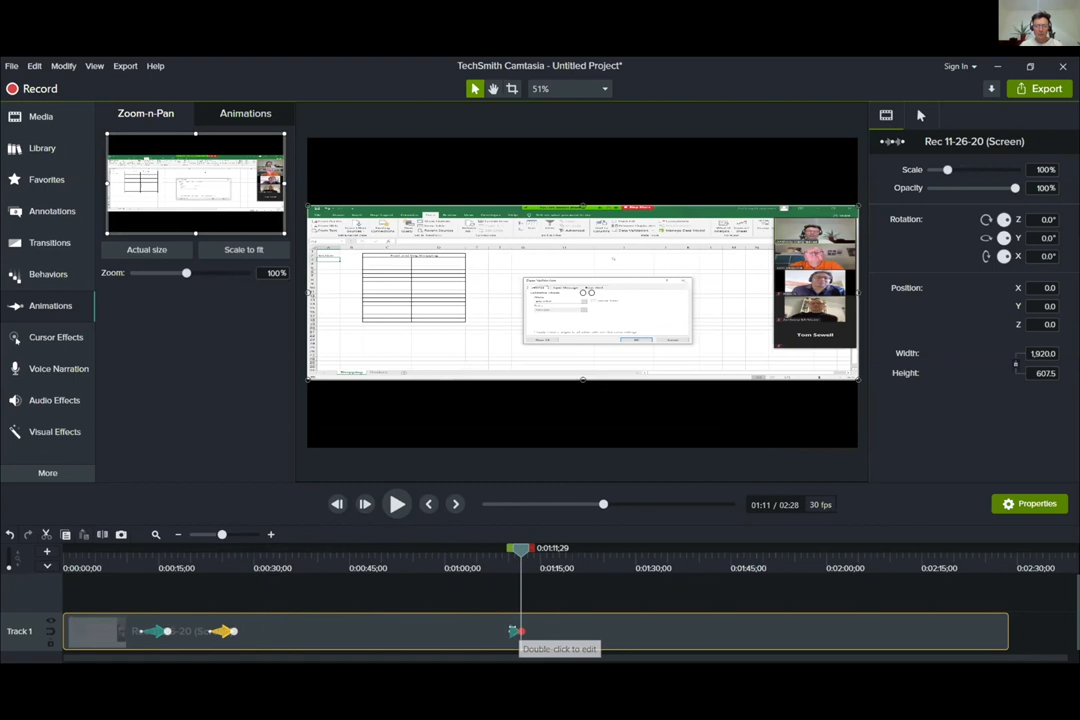 File Edit Modify View Export Help
TechSmith Camtasia - Untitled Project*
Sign In
Record
51%
Export
Media
Library
Favorites
Annotations
Transitions
Behaviors
Animations
Cursor Effects
Voice Narration
Audio Effects
Visual Effects
More
Zoom-n-Pan
Animations
Actual size
Scale to fit
Zoom:
100%
Tom Sewell
Rec 11-26-20 (Screen)
Scale
100%
Opacity
100%
Rotation:
Z
0.0°
Y
0.0°
X
0.0°
Position:
X
0.0
Y
0.0
Z
0.0
Width:
1,920.0
Height:
607.5
01:11 / 02:28
30 fps
Properties
0:01:11;29
0:00:00;00
0:00:15;00
0:00:30;00
0:00:45;00
0:01:00;00
0:01:15;00
0:01:30;00
0:01:45;00
0:02:00;00
0:02:15;00
0:02:30;00
Track 1
Double-click to edit